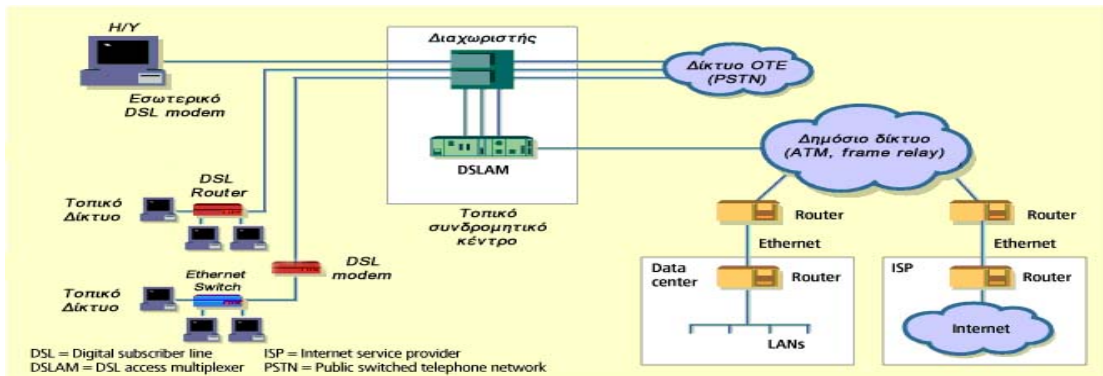 Η/Υ
Εσωτερικό
DSL modem
Διαχωριστής
Δίκτυο ΟΤΕ
(PSTN)
DSLAM
Τοπικό
συνδρομητικό
κέντρο
Δημόσιο δίκτυο
(ATM, frame relay)
DSL
Router
Τοπικό
Δίκτυο
DSL
modem
Ethernet
Switch
Τοπικό
Δίκτυο
Router
Router
Ethernet
Ethernet
Data
center
Router
LANs
ISP
Router
Internet
DSL = Digital subscriber line
ISP = Internet service provider
DSLAM = DSL access multiplexer
PSTN = Public switched telephone network